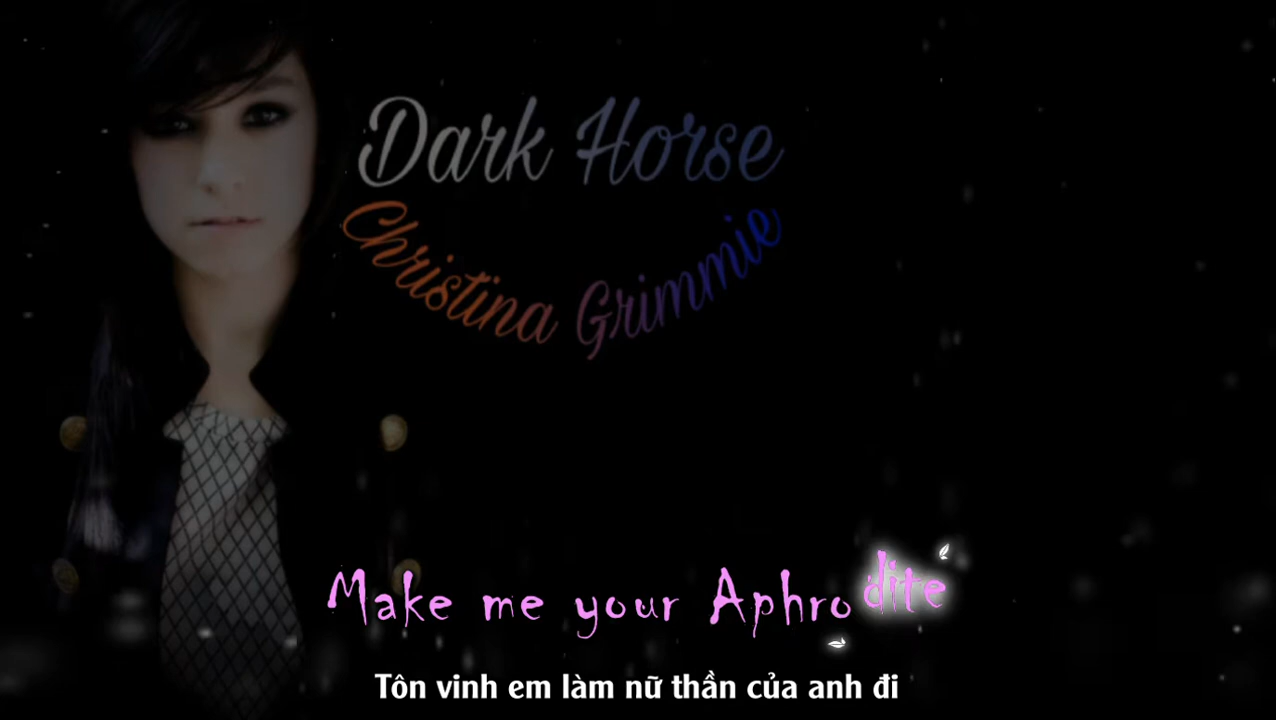 Dark Horse
Christina Grimmie
Make me your Aphrodite
Tôn vinh em làm nữ thần của anh đi